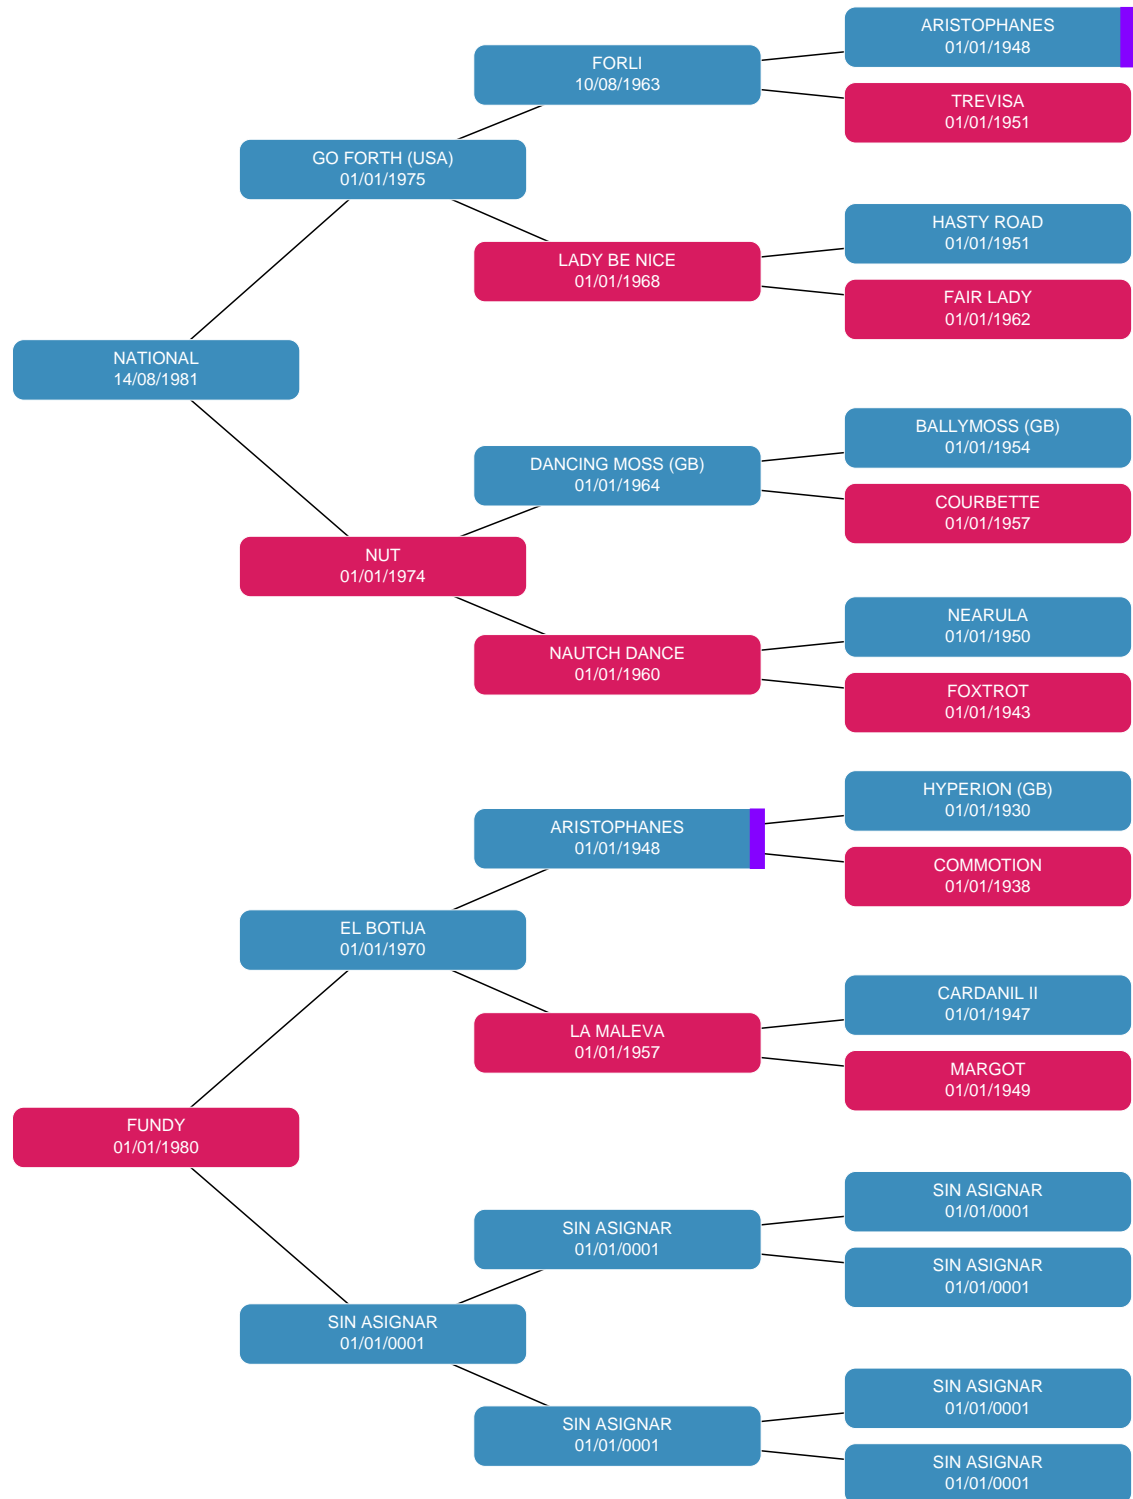 ARISTOPHANES
01/01/1948
FORLI
10/08/1963
TREVISA
01/01/1951
GO FORTH (USA)
01/01/1975
HASTY ROAD
01/01/1951
LADY BE NICE
01/01/1968
FAIR LADY
01/01/1962
NATIONAL
14/08/1981
BALLYMOSS (GB)
01/01/1954
DANCING MOSS (GB)
01/01/1964
COURBETTE
01/01/1957
NUT
01/01/1974
NEARULA
01/01/1950
NAUTCH DANCE
01/01/1960
FOXTROT
01/01/1943
HYPERION (GB)
01/01/1930
ARISTOPHANES
01/01/1948
COMMOTION
01/01/1938
EL BOTIJA
01/01/1970
CARDANIL II
01/01/1947
LA MALEVA
01/01/1957
MARGOT
01/01/1949
FUNDY
01/01/1980
SIN ASIGNAR
01/01/0001
SIN ASIGNAR
01/01/0001
SIN ASIGNAR
01/01/0001
SIN ASIGNAR
01/01/0001
SIN ASIGNAR
01/01/0001
SIN ASIGNAR
01/01/0001
SIN ASIGNAR
01/01/0001